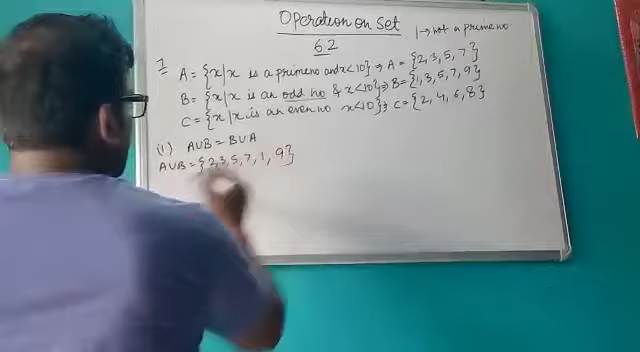 Operation on Set
6.2
1 → not a prime no
1 A = {x | x is a prime no and x<10} ⇒ A = {2, 3, 5, 7}
B = {x | x is an odd no & x<10} ⇒ B = {1, 3, 5, 7, 9}
C = {x | x is an even no x<10} ⇒ C = {2, 4, 6, 8}
(1) A∪B = B∪A
A∪B = {2, 3, 5, 7, 1, 9}